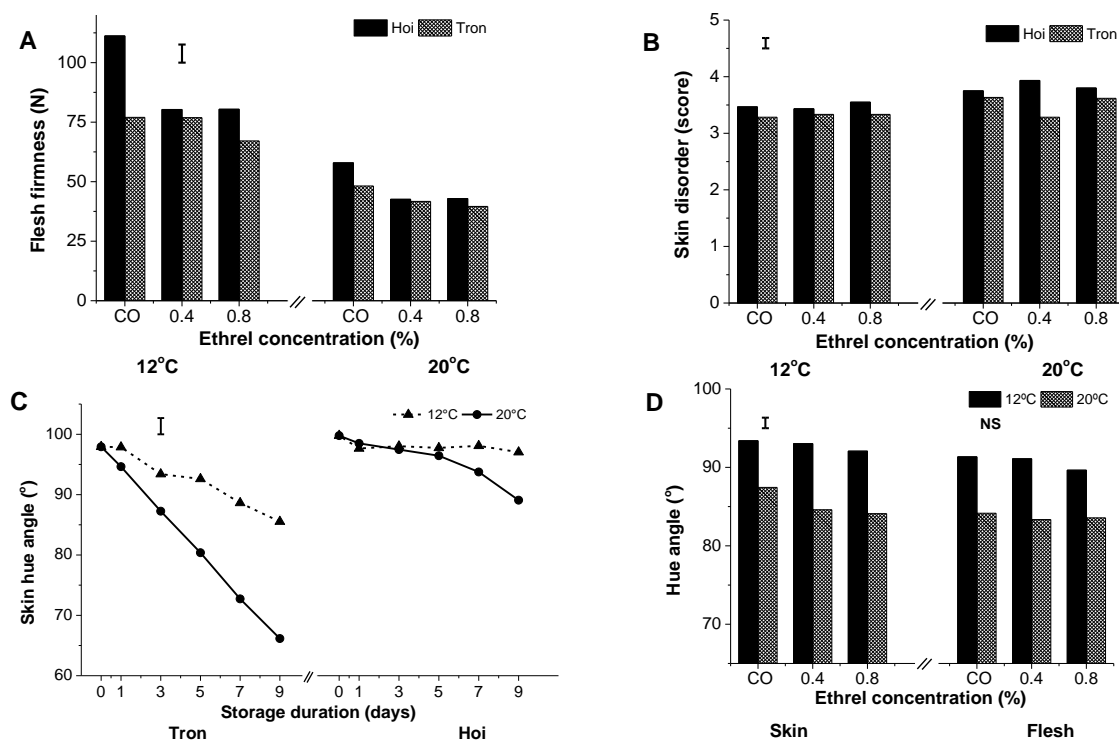 A
Hoi Tron
Flesh firmness (N)
100
75
50
25
0
CO 0.4 0.8 CO 0.4 0.8
Ethrel concentration (%)
12°C 20°C
B
Hoi Tron
Skin disorder (score)
5
4
3
2
1
0
CO 0.4 0.8 CO 0.4 0.8
Ethrel concentration (%)
12°C 20°C
C
12°C 20°C
Skin hue angle (°)
100
90
80
70
60
0 1 3 5 7 9 0 1 3 5 7 9
Storage duration (days)
Tron Hoi
D
12ºC 20ºC
NS
Hue angle (°)
100
90
80
70
CO 0.4 0.8 CO 0.4 0.8
Ethrel concentration (%)
Skin Flesh